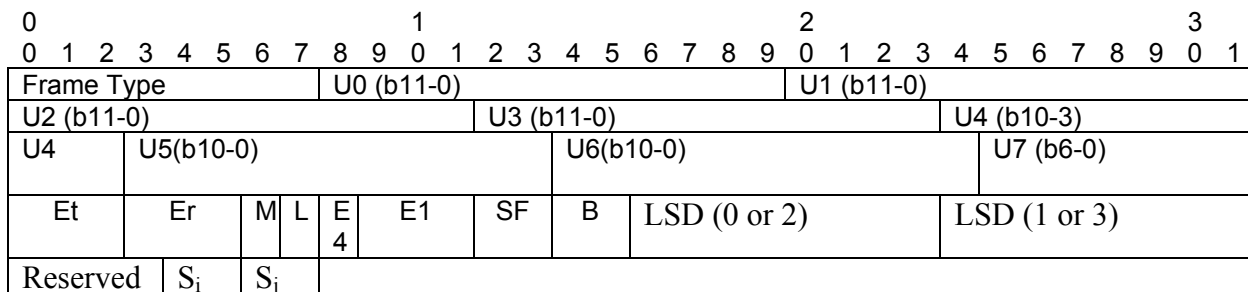 0 1 2 3
0 1 2 3 4 5 6 7 8 9 0 1 2 3 4 5 6 7 8 9 0 1 2 3 4 5 6 7 8 9 0 1
Frame Type U0 (b11-0) U1 (b11-0)
U2 (b11-0) U3 (b11-0) U4 (b10-3)
U4 U5(b10-0) U6(b10-0) U7 (b6-0)
Et Er M L E E1 SF B LSD (0 or 2) LSD (1 or 3)
4
Reserved Si Sj